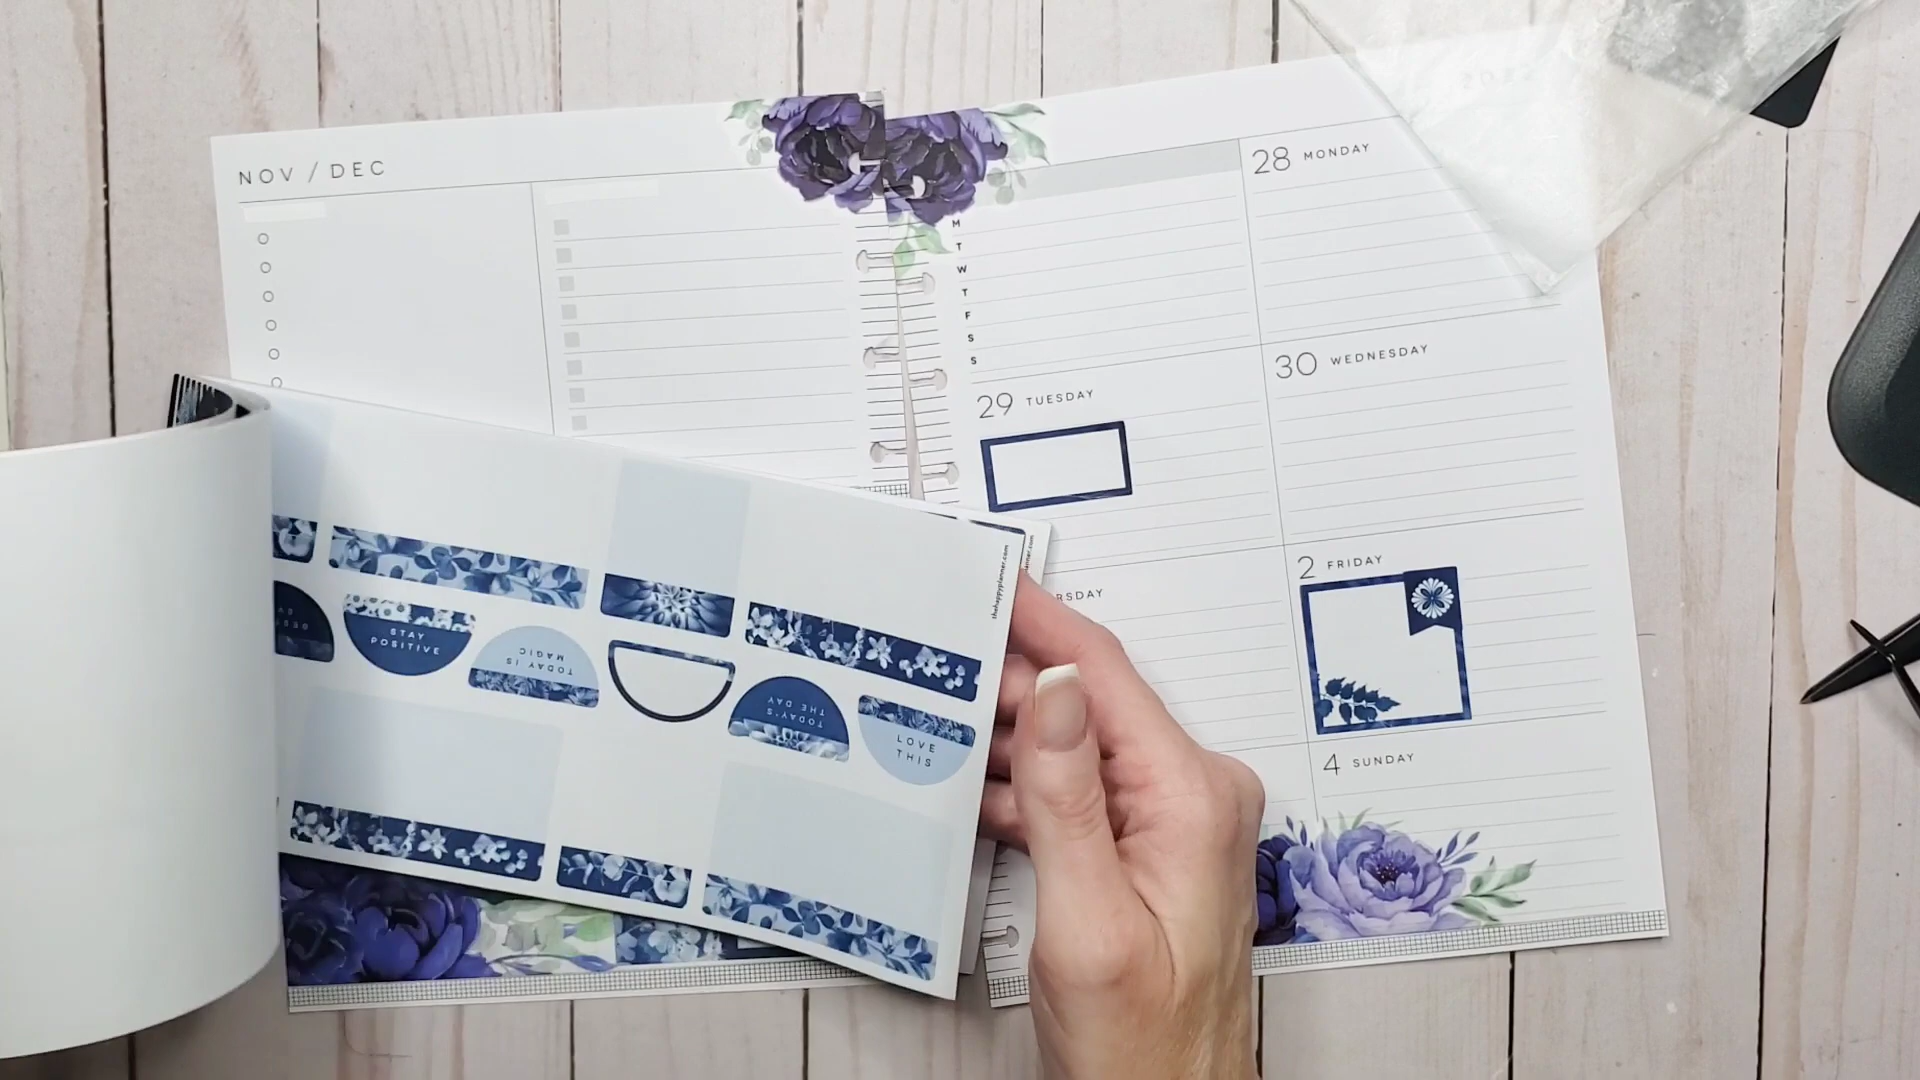 NOV / DEC
M
T
W
T
F
S
S
28 MONDAY
29 TUESDAY
30 WEDNESDAY
RSDAY
2 FRIDAY
4 SUNDAY
STAY
POSITIVE
TODAY IS
MAGIC
TODAY'S
THE DAY
LOVE
THIS
thehappyplanner.com